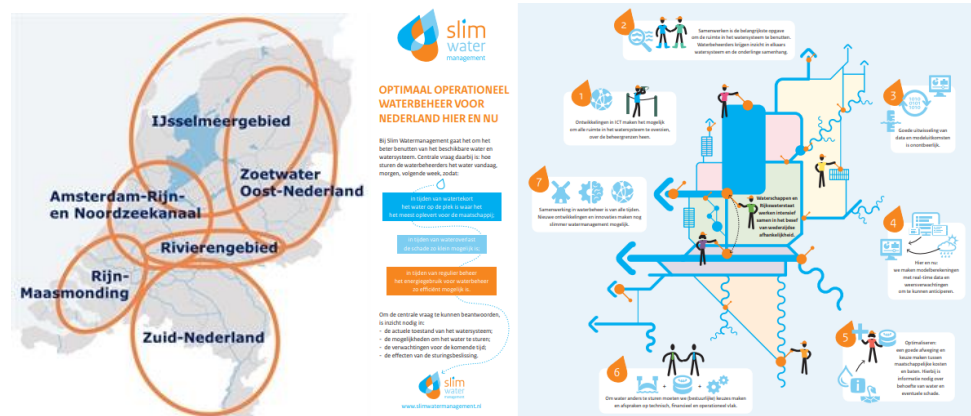 IJsselmeergebied
Zoetwater
Oost-Nederland
Amsterdam-Rijn-
en Noordzeekanaal
Rivierengebied
Rijn-
Maasmonding
Zuid-Nederland
slim
water
management
OPTIMAAL OPERATIONEEL
WATERBEHEER VOOR
NEDERLAND HIER EN NU
Bij Slim Watermanagement gaat het om het
beter benutten van het beschikbare water en
watersysteem. Centrale vraag daarbij is: hoe
sturen de waterbeheerders het water vandaag,
morgen, volgende week, zodat:
in tijden van watertekort
het water op de plek is waar het
het meest oplevert voor de maatschappij;
in tijden van wateroverlast
de schade zo klein mogelijk is;
in tijden van regulier beheer
het energiegebruik voor waterbeheer
zo efficiënt mogelijk is.
Om de centrale vraag te kunnen beantwoorden,
is inzicht nodig in:
- de actuele toestand van het watersysteem;
- de mogelijkheden om het water te sturen;
- de verwachtingen voor de komende tijd;
- de effecten van de sturingsbeslissing.
slim
water
management
www.slimwatermanagement.nl
2
Samenwerken is de belangrijkste opgave
om de ruimte in het watersysteem te benutten.
Waterbeheerders krijgen inzicht in elkaars
watersysteem en de onderlinge samenhang.
1
Ontwikkelingen in ICT maken het mogelijk
om alle ruimte in het watersysteem te overzien,
over de beheergrenzen heen.
3
Goede uitwisseling van
data en modeluitkomsten
is onontbeerlijk.
7
Samenwerking in waterbeheer is van alle tijden.
Nieuwe ontwikkelingen en innovaties maken nog
slimmer watermanagement mogelijk.
Waterschappen en
Rijkswaterstaat
werken intensief
samen in het besef
van wederzijdse
afhankelijkheid.
4
Hier en nu:
we maken modelberekeningen
met real-time data en
weersverwachtingen
om te kunnen anticiperen.
5
Optimaliseren:
een goede afweging en
keuze maken tussen
maatschappelijke kosten
en baten. Hierbij is
informatie nodig over
behoefte van water en
eventuele schade.
6
Om water anders te sturen moeten we (bestuurlijke) keuzes maken
en afspraken op technisch, financieel en operationeel vlak.